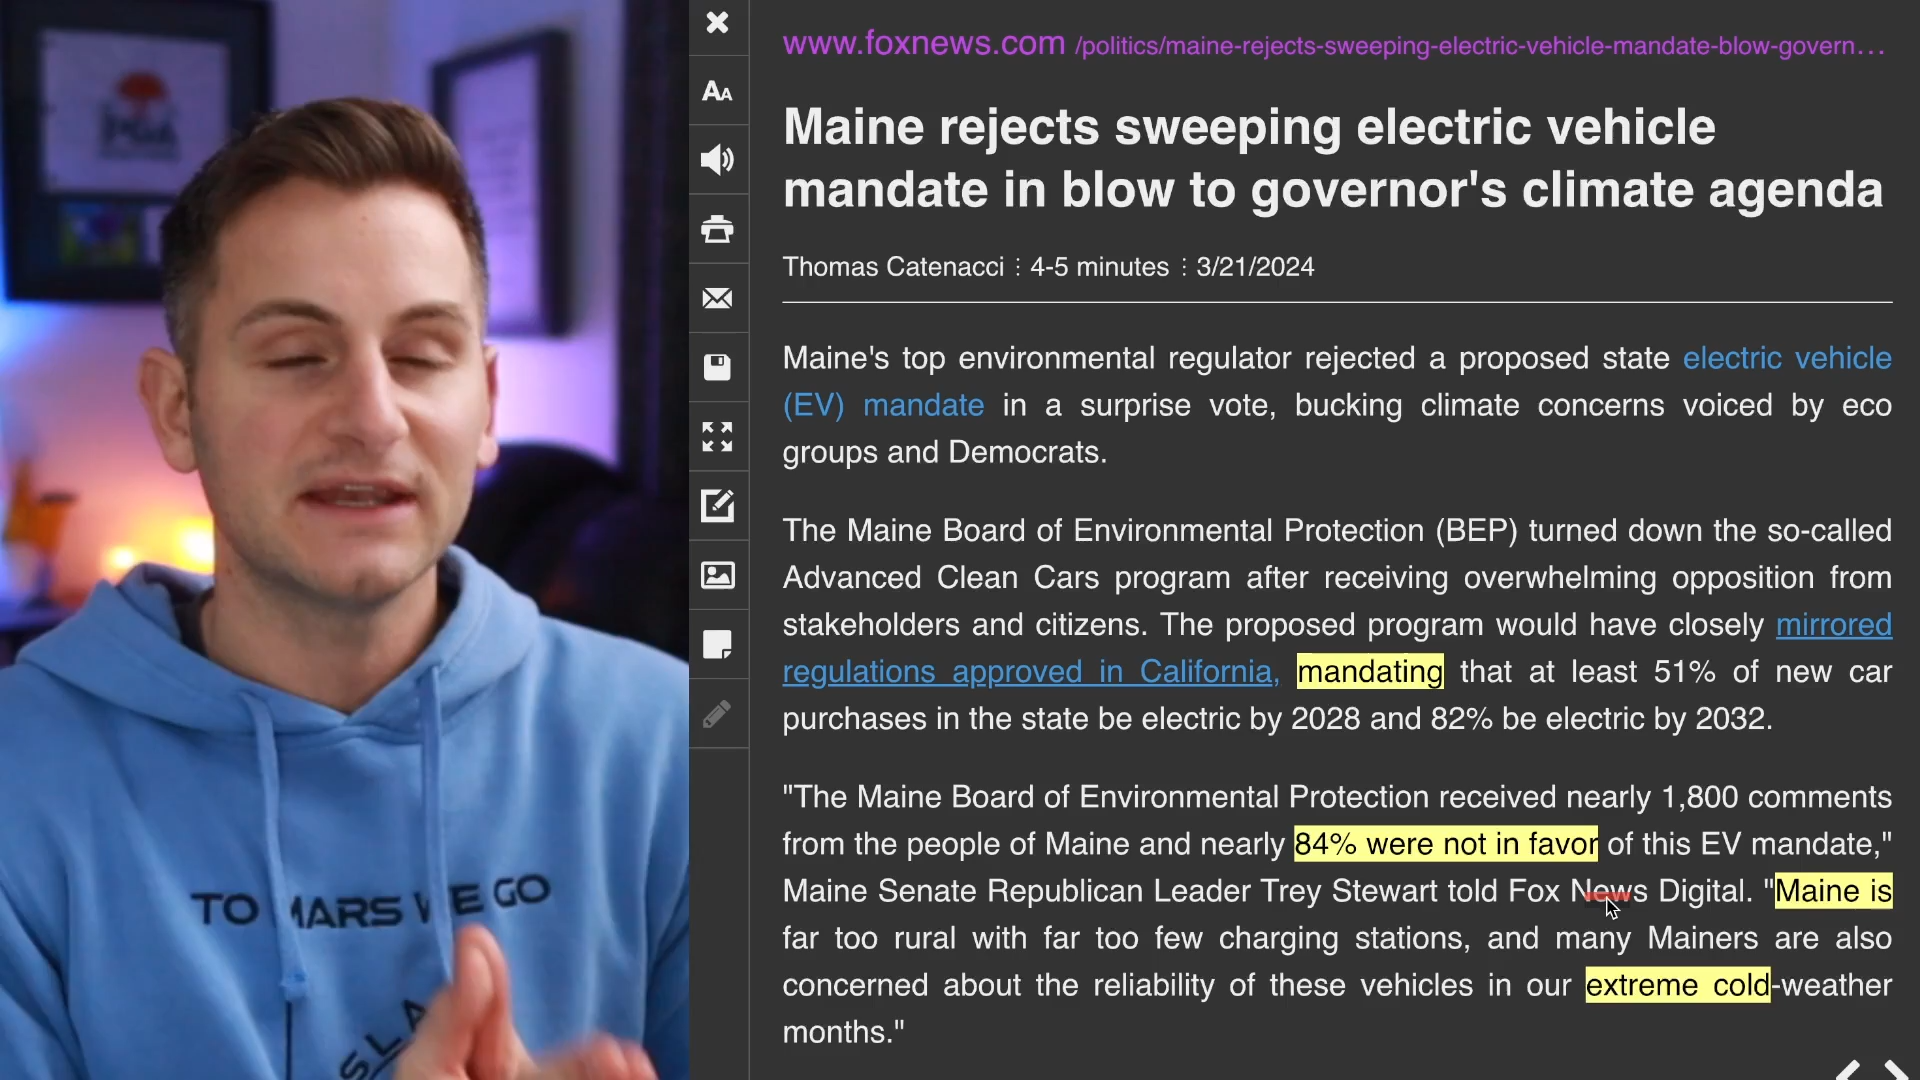 PGA
TO MARS WE GO
SLA
AA
www.foxnews.com /politics/maine-rejects-sweeping-electric-vehicle-mandate-blow-govern...
Maine rejects sweeping electric vehicle
mandate in blow to governor's climate agenda
Thomas Catenacci ⋮ 4-5 minutes ⋮ 3/21/2024
Maine's top environmental regulator rejected a proposed state electric vehicle
(EV) mandate in a surprise vote, bucking climate concerns voiced by eco
groups and Democrats.
The Maine Board of Environmental Protection (BEP) turned down the so-called
Advanced Clean Cars program after receiving overwhelming opposition from
stakeholders and citizens. The proposed program would have closely mirrored
regulations approved in California, mandating that at least 51% of new car
purchases in the state be electric by 2028 and 82% be electric by 2032.
"The Maine Board of Environmental Protection received nearly 1,800 comments
from the people of Maine and nearly 84% were not in favor of this EV mandate,"
Maine Senate Republican Leader Trey Stewart told Fox News Digital. "Maine is
far too rural with far too few charging stations, and many Mainers are also
concerned about the reliability of these vehicles in our extreme cold-weather
months."